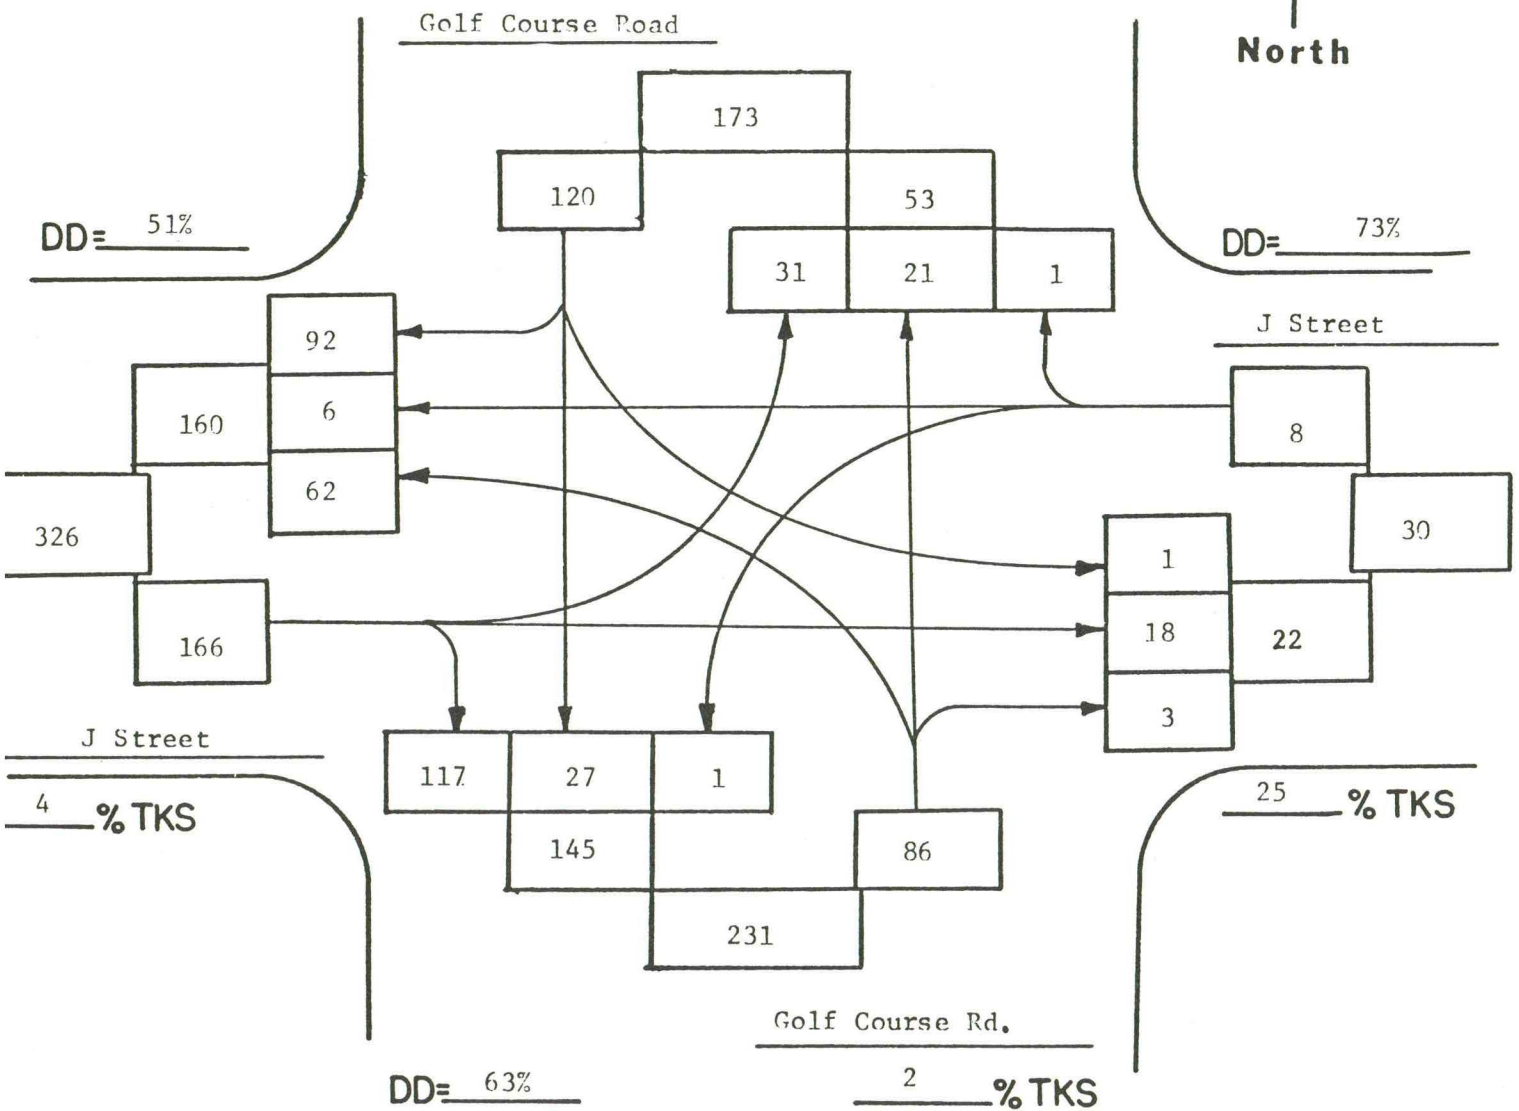 Golf Course Road
North
173
120
53
DD= 51%
DD= 73%
31 21 1
J Street
92
6
160
62
8
326
30
1
18
22
3
166
J Street
117 27 1
4 % TKS
25 % TKS
145
86
231
Golf Course Rd.
DD= 63%
2 % TKS